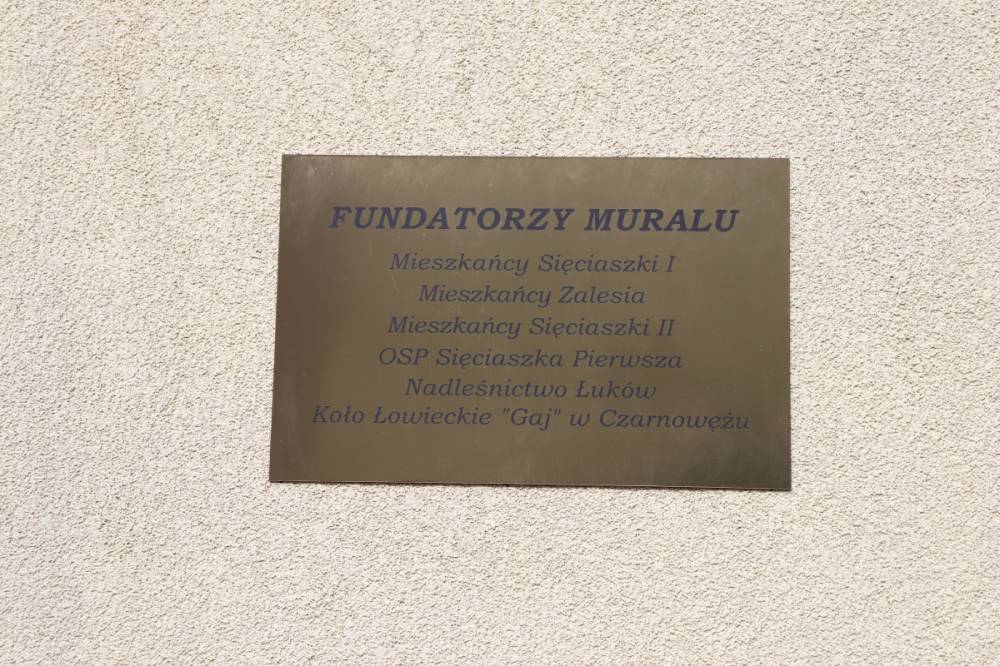 FUNDATORZY MURALU
Mieszkańcy Sięciaszki I
Mieszkańcy Zalesia
Mieszkańcy Sięciaszki II
OSP Sięciaszka Pierwsza
Nadleśnictwo Łuków
Koło Łowieckie "Gaj" w Czarnowężu